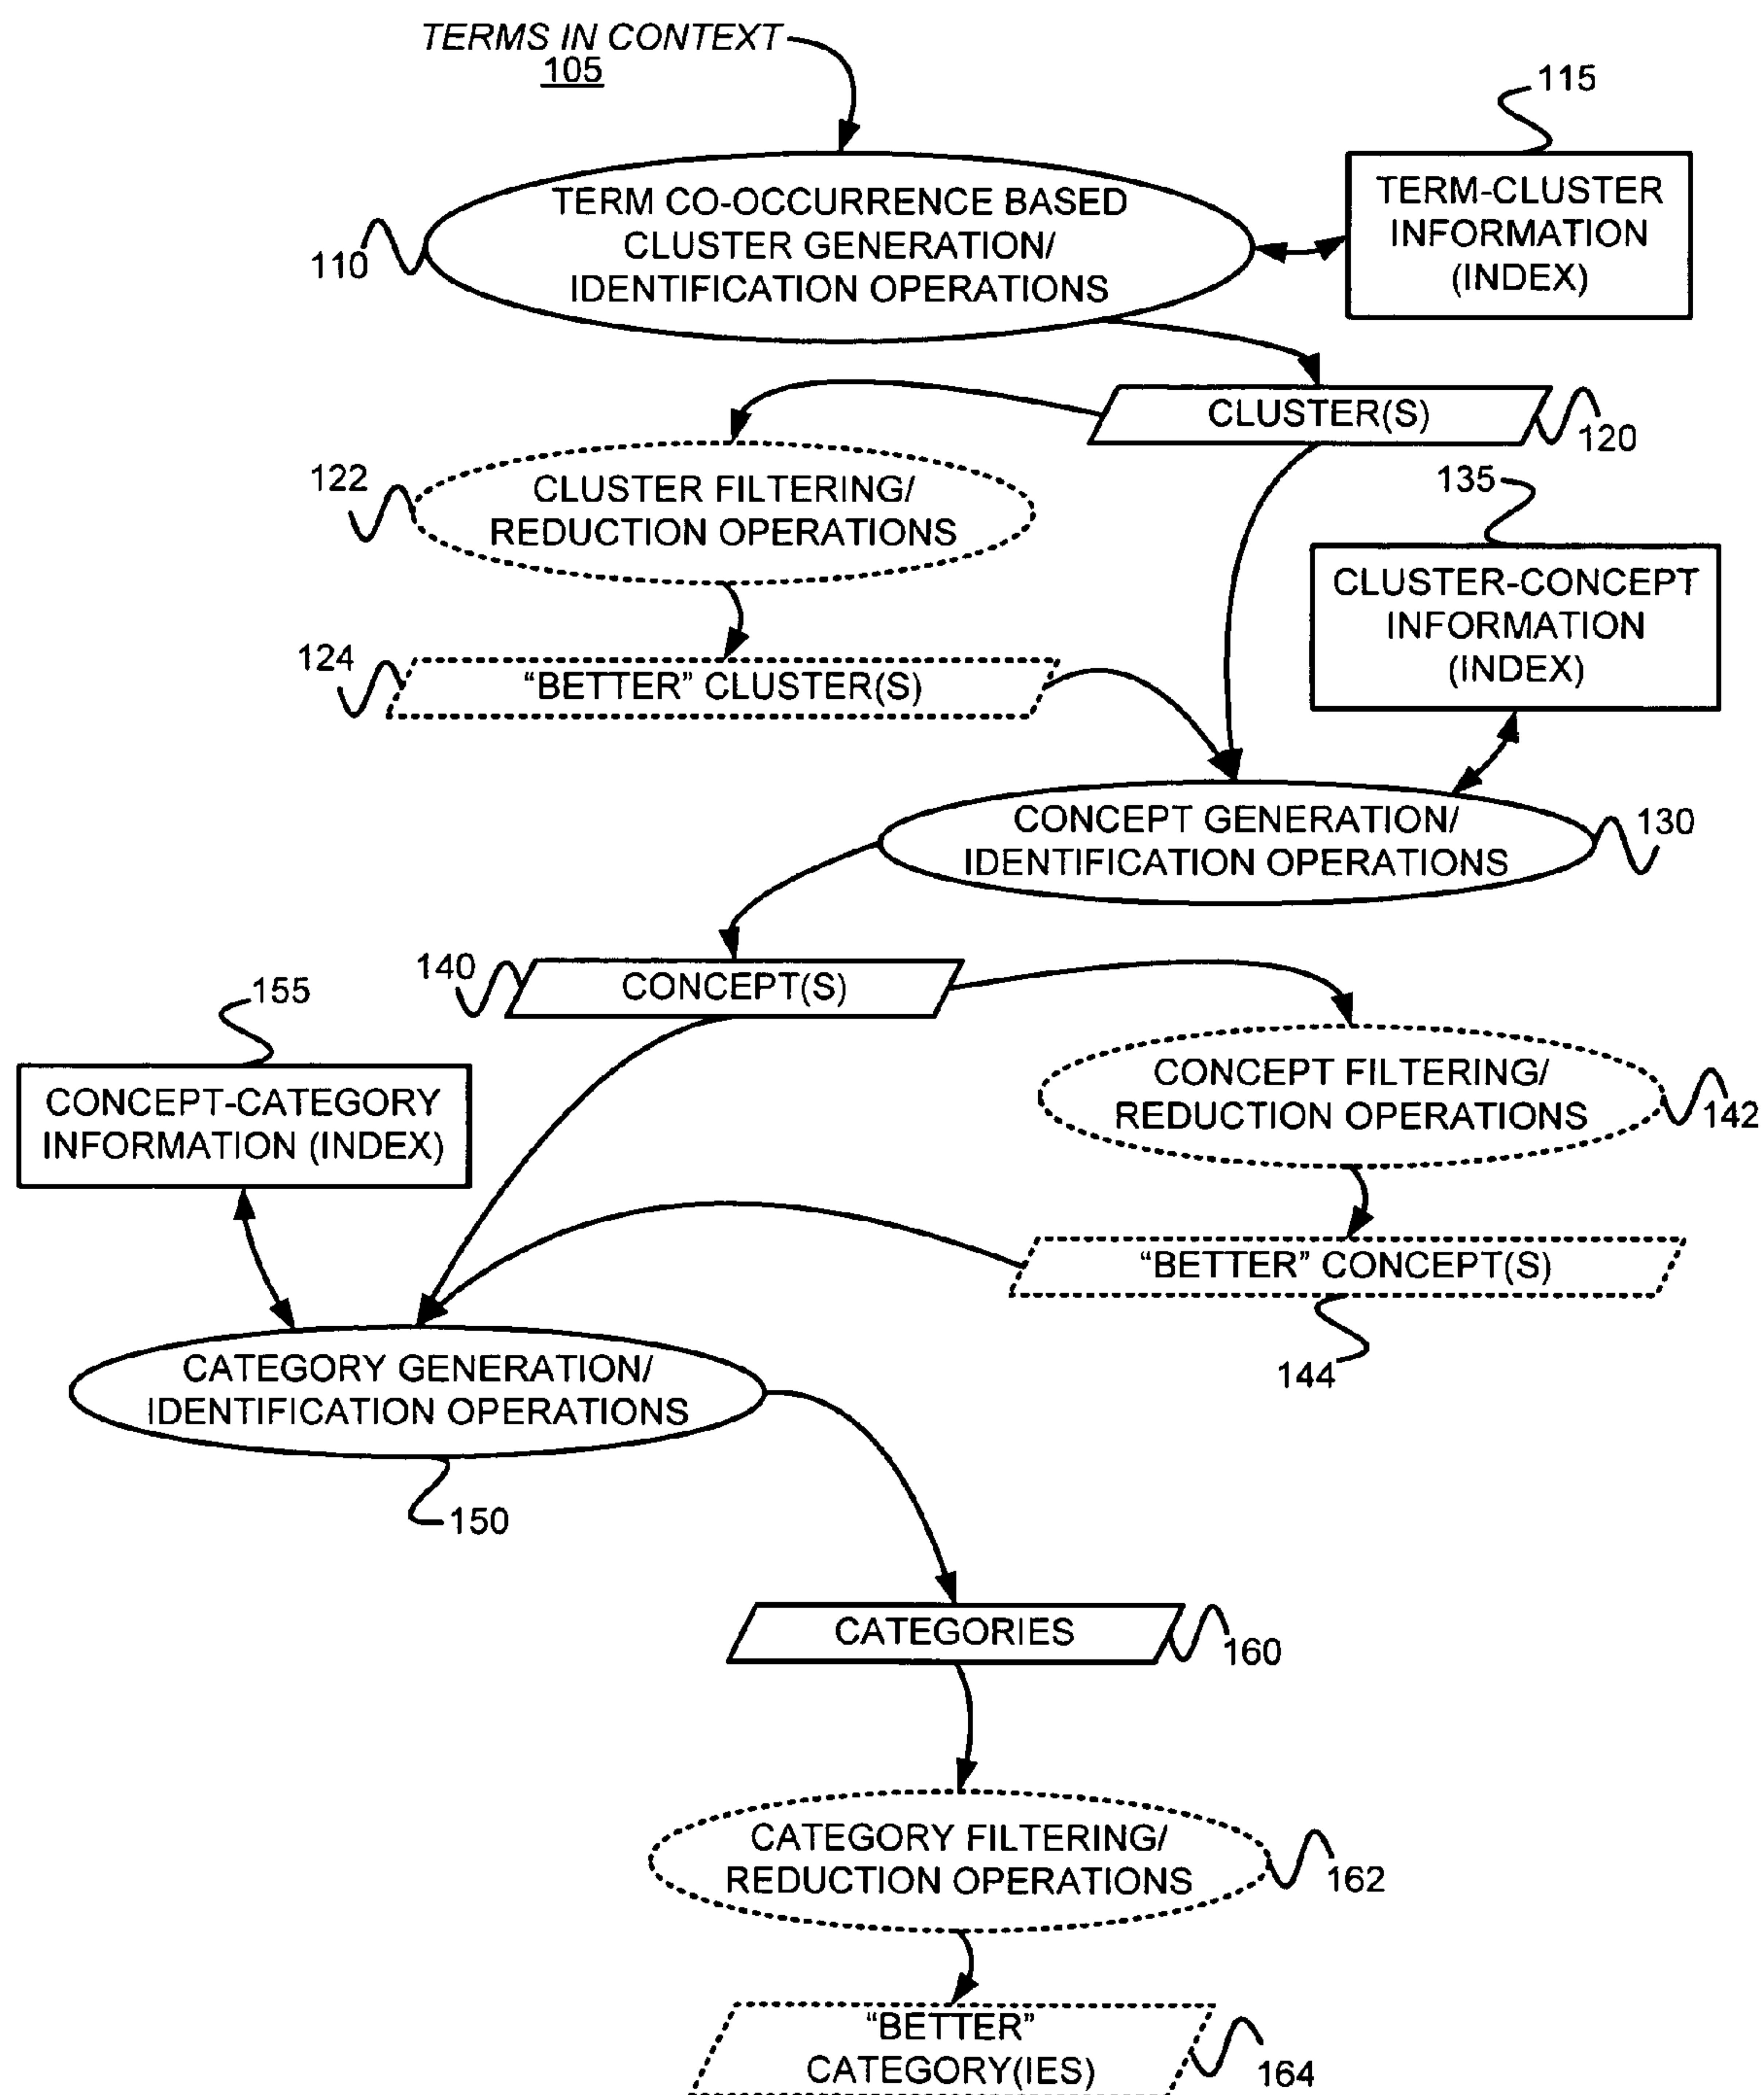 TERMS IN CONTEXT
105
115
TERM CO-OCCURRENCE BASED
CLUSTER GENERATION/
IDENTIFICATION OPERATIONS
110
TERM-CLUSTER
INFORMATION
(INDEX)
CLUSTER(S)
120
122
CLUSTER FILTERING/
REDUCTION OPERATIONS
135
CLUSTER-CONCEPT
INFORMATION
(INDEX)
124
“BETTER” CLUSTER(S)
CONCEPT GENERATION/
IDENTIFICATION OPERATIONS
130
140
CONCEPT(S)
155
CONCEPT-CATEGORY
INFORMATION (INDEX)
CONCEPT FILTERING/
REDUCTION OPERATIONS
142
“BETTER” CONCEPT(S)
144
CATEGORY GENERATION/
IDENTIFICATION OPERATIONS
150
CATEGORIES
160
CATEGORY FILTERING/
REDUCTION OPERATIONS
162
“BETTER”
CATEGORY(IES)
164